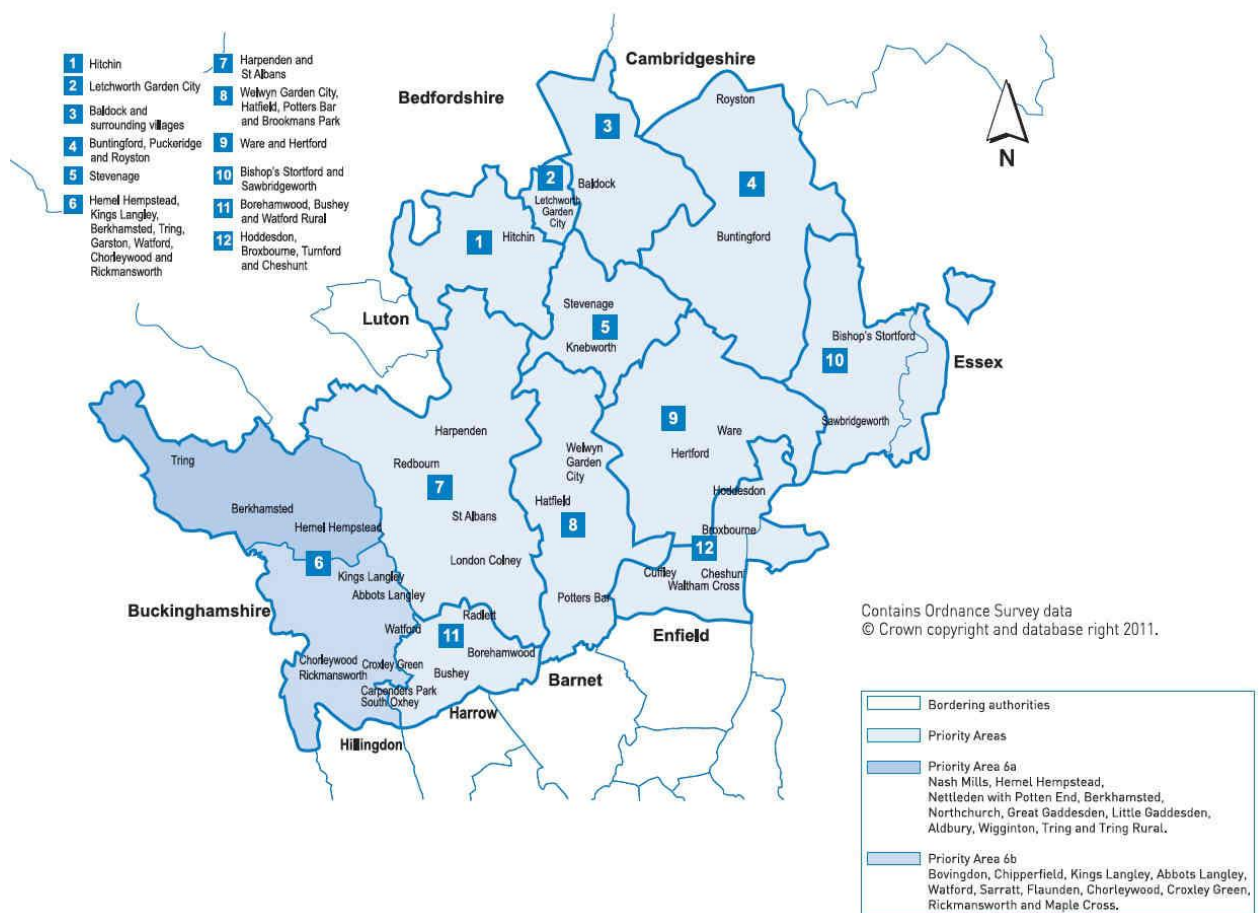 1 Hitchin
2 Letchworth Garden City
3 Baldock and
surrounding villages
4 Buntingford, Puckeridge
and Royston
5 Stevenage
6 Hemel Hempstead,
Kings Langley,
Berkhamsted, Tring,
Garston, Watford,
Chorleywood and
Rickmansworth
7 Harpenden and
St Albans
8 Welwyn Garden City,
Hatfield, Potters Bar
and Brookmans Park
9 Ware and Hertford
10 Bishop's Stortford and
Sawbridgeworth
11 Borehamwood, Bushey
and Watford Rural
12 Hoddesdon,
Broxbourne, Turnford
and Cheshunt
Cambridgeshire
Bedfordshire
Royston
N
3
2
Baldock
4
Letchworth
Garden
City
Buntingford
Hitchin
1
Stevenage
Luton
5
Knebworth
Bishop's Stortford
10
Essex
Sawbridgeworth
9
Ware
Harpenden
Welwyn
Garden
City
Hertford
Tring
Redbourn
7
Hoddesdon
Hatfield
Berkhamsted
St Albans
8
Hemel Hempstead
Broxbourne
12
6
London Colney
Kings Langley
Cuffley
Cheshunt
Waltham Cross
Abbots Langley
Potters Bar
Buckinghamshire
Radlett
Watford
11
Enfield
Borehamwood
Chorleywood
Croxley Green
Rickmansworth
Bushey
Barnet
Carpenders Park
South Oxhey
Harrow
Hillingdon
Contains Ordnance Survey data
© Crown copyright and database right 2011.
Bordering authorities
Priority Areas
Priority Area 6a
Nash Mills, Hemel Hempstead,
Nettleden with Potten End, Berkhamsted,
Northchurch, Great Gaddesden, Little Gaddesden,
Aldbury, Wigginton, Tring and Tring Rural.
Priority Area 6b
Bovingdon, Chipperfield, Kings Langley, Abbots Langley,
Watford, Sarratt, Flaunden, Chorleywood, Croxley Green,
Rickmansworth and Maple Cross.